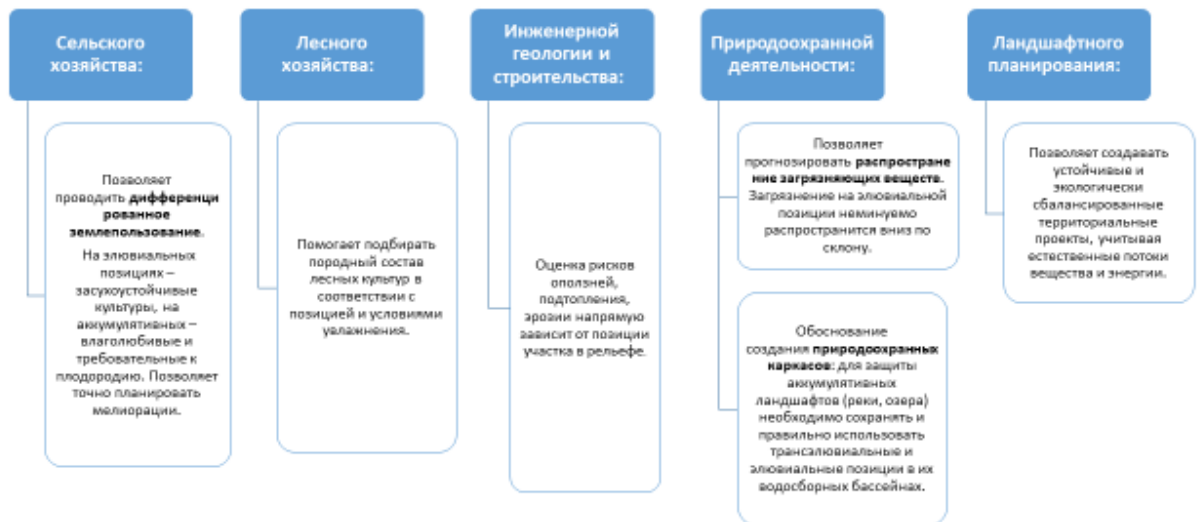 Сельского
хозяйства:
Позволяет
проводить дифференци
рованное
землепользование.
На элювиальных
позициях –
засухоустойчивые
культуры, на
аккумулятивных –
влаголюбивые и
требовательные к
плодородию. Позволяет
точно планировать
мелиорации.
Лесного
хозяйства:
Помогает подбирать
породный состав
лесных культур в
соответствии с
позицией и условиями
увлажнения.
Инженерной
геологии и
строительства:
Оценка рисков
оползней,
подтопления,
эрозии напрямую
зависит от позиции
участка в рельефе.
Природоохранной
деятельности:
Позволяет
прогнозировать распростране
ние загрязняющих веществ.
Загрязнение на элювиальной
позиции неминуемо
распространится вниз по
склону.
Обоснование
создания природоохранных
каркасов: для защиты
аккумулятивных
ландшафтов (реки, озера)
необходимо сохранять и
правильно использовать
трансэлювиальные и
элювиальные позиции в их
водосборных бассейнах.
Ландшафтного
планирования:
Позволяет создавать
устойчивые и
экологически
сбалансированные
территориальные
проекты, учитывая
естественные потоки
вещества и энергии.